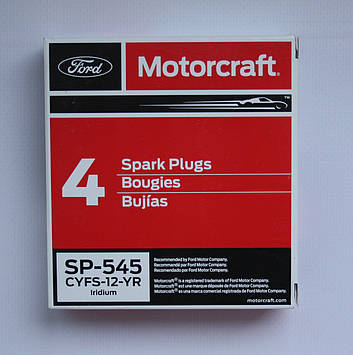 Ford
Motorcraft®
™
4
Spark Plugs
Bougies
Bujías
SP-545
CYFS-12-YR
Iridium
Recommended by Ford Motor Company.
Recommandé par Ford Motor Company.
Recomendado por Ford Motor Company.
Motorcraft® is a registered trademark of Ford Motor Company.
Motorcraft® est une marque déposée de Ford Motor Company.
Motorcraft® es una marca comercial registrada de Ford Motor Company.
motorcraft.com